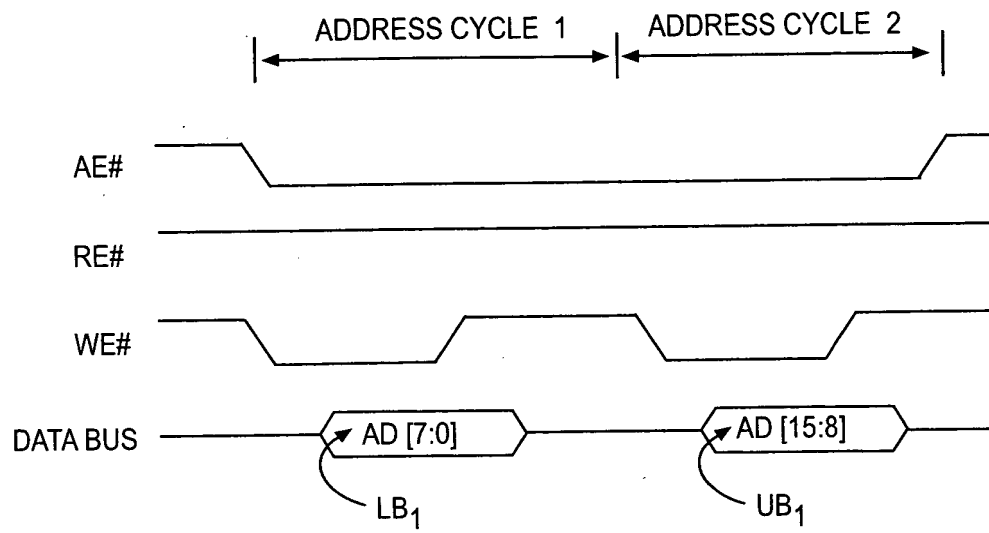 ADDRESS CYCLE 1
ADDRESS CYCLE 2
AE#
RE#
WE#
DATA BUS
AD [7:0]
AD [15:8]
LB1
UB1